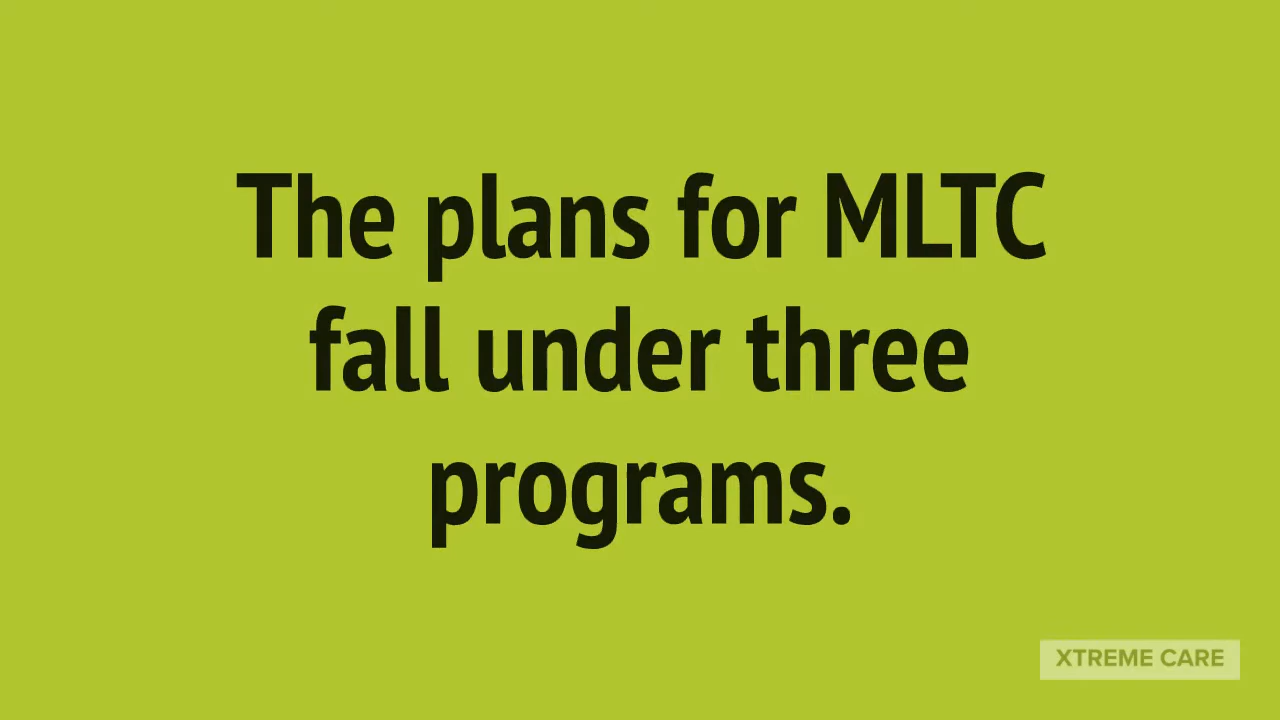 The plans for MLTC
fall under three
programs.
XTREME CARE